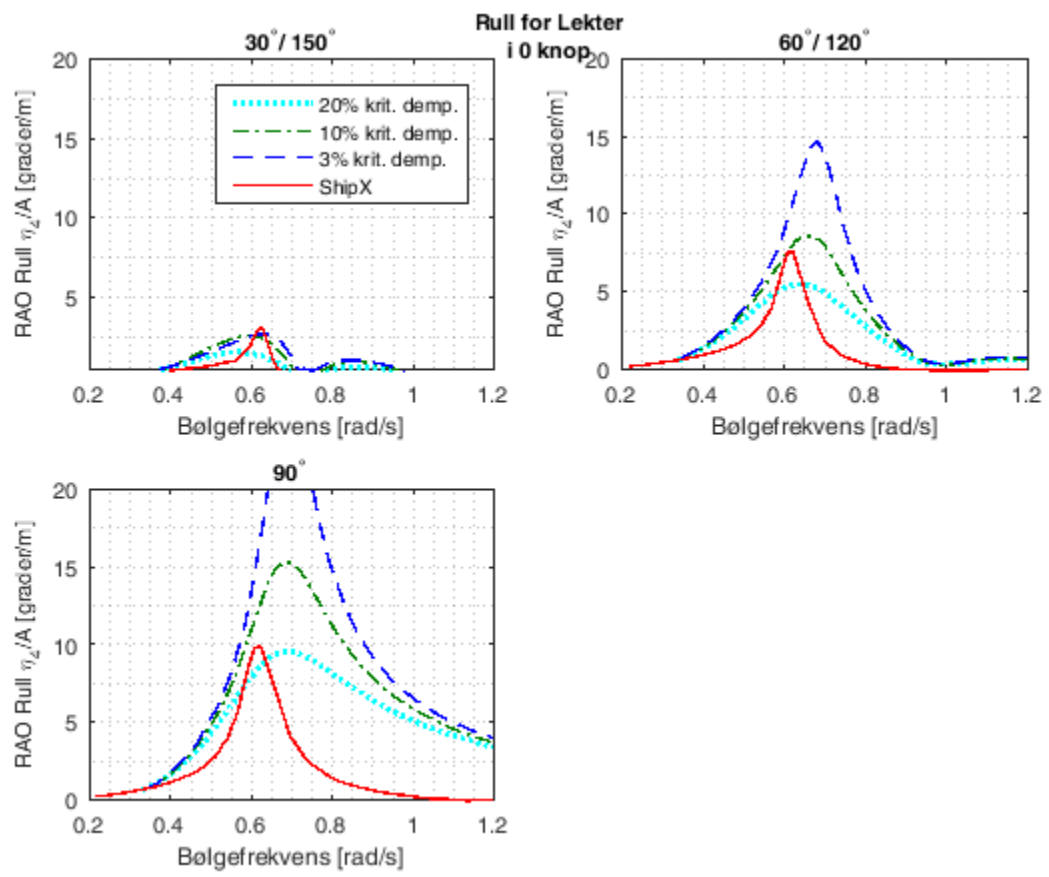 Rull for Lekter
i 0 knop
30°/ 150°
20
15
10
5
0.2 0.4 0.6 0.8 1 1.2
RAO Rull η₄/A [grader/m]
Bølgefrekvens [rad/s]
20% krit. demp.
10% krit. demp.
3% krit. demp.
ShipX
60°/ 120°
20
15
10
5
0
0.2 0.4 0.6 0.8 1 1.2
RAO Rull η₄/A [grader/m]
Bølgefrekvens [rad/s]
90°
20
15
10
5
0
0.2 0.4 0.6 0.8 1 1.2
RAO Rull η₄/A [grader/m]
Bølgefrekvens [rad/s]